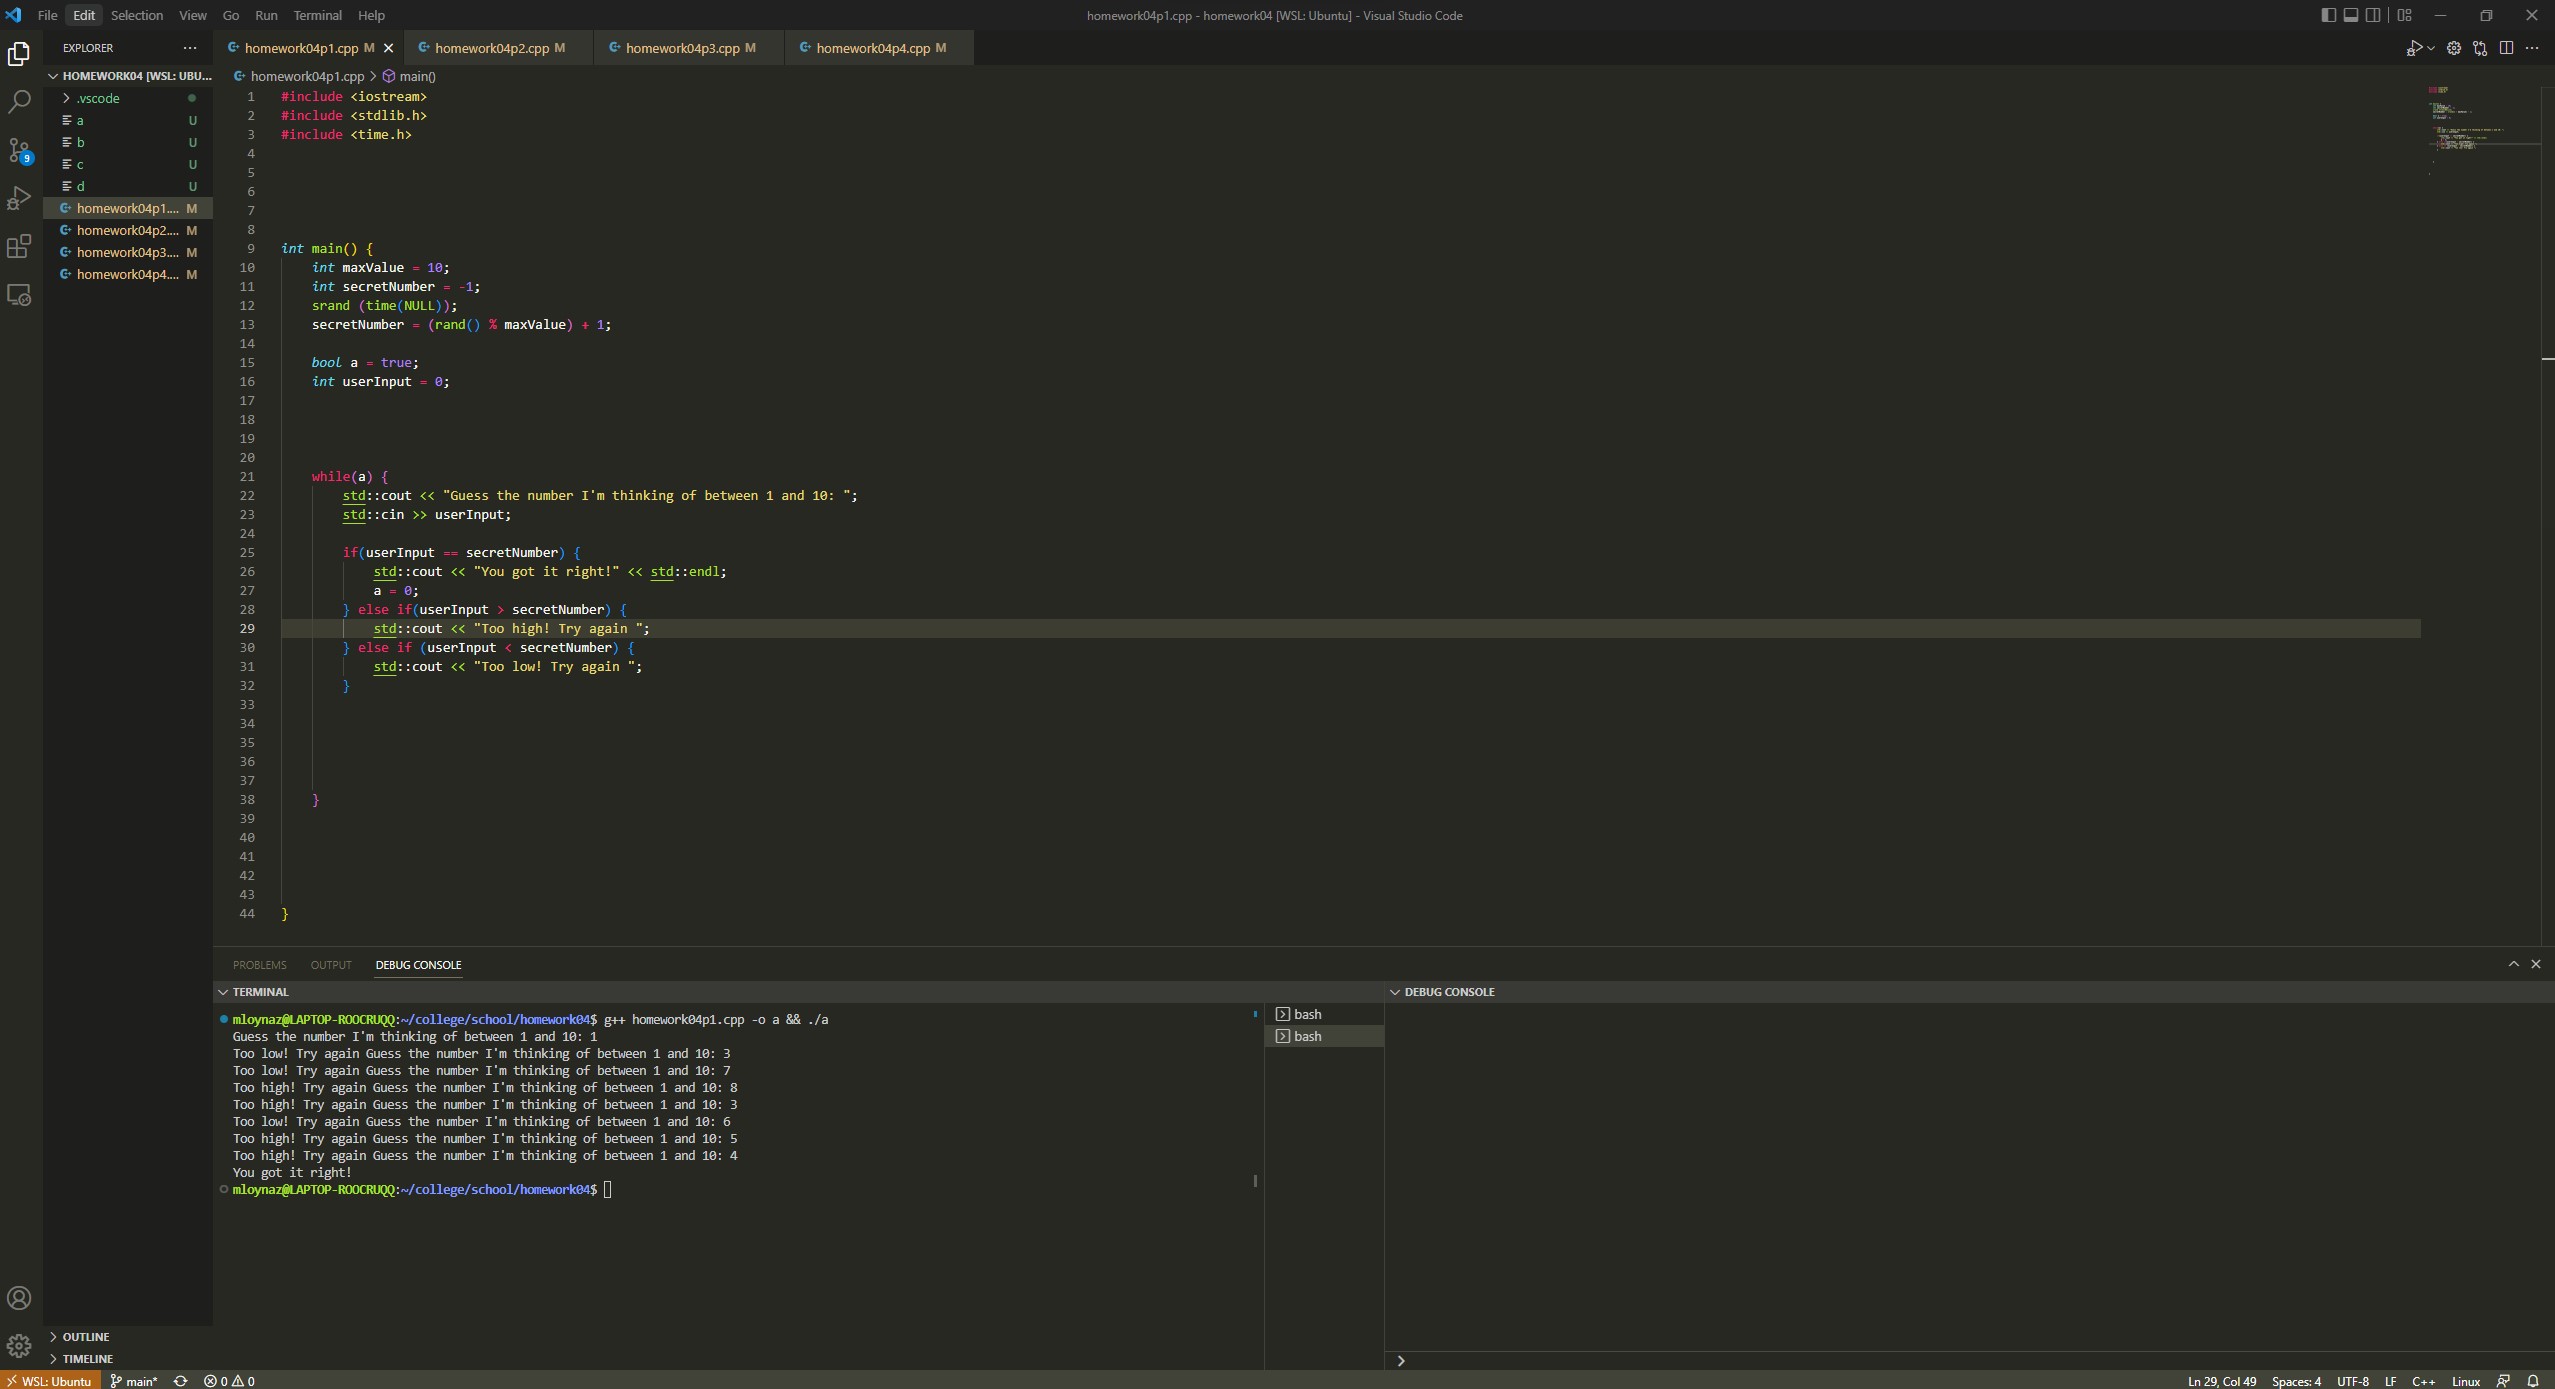 File Edit Selection View Go Run Terminal Help
homework04p1.cpp - homework04 [WSL: Ubuntu] - Visual Studio Code
EXPLORER ···
HOMEWORK04 [WSL: UBU...
.vscode
a U
b U
c U
d U
homework04p1.... M
homework04p2.... M
homework04p3.... M
homework04p4.... M
9
OUTLINE
TIMELINE
homework04p1.cpp M homework04p2.cpp M homework04p3.cpp M homework04p4.cpp M
homework04p1.cpp > main()
1 #include <iostream>
2 #include <stdlib.h>
3 #include <time.h>
4
5
6
7
8
9 int main() {
10 int maxValue = 10;
11 int secretNumber = -1;
12 srand (time(NULL));
13 secretNumber = (rand() % maxValue) + 1;
14
15 bool a = true;
16 int userInput = 0;
17
18
19
20
21 while(a) {
22 std::cout << "Guess the number I'm thinking of between 1 and 10: ";
23 std::cin >> userInput;
24
25 if(userInput == secretNumber) {
26 std::cout << "You got it right!" << std::endl;
27 a = 0;
28 } else if(userInput > secretNumber) {
29 std::cout << "Too high! Try again ";
30 } else if (userInput < secretNumber) {
31 std::cout << "Too low! Try again ";
32 }
33
34
35
36
37
38 }
39
40
41
42
43
44 }
PROBLEMS OUTPUT DEBUG CONSOLE
TERMINAL
mloynaz@LAPTOP-ROOCRUQQ:~/college/school/homework04$ g++ homework04p1.cpp -o a && ./a
Guess the number I'm thinking of between 1 and 10: 1
Too low! Try again Guess the number I'm thinking of between 1 and 10: 3
Too low! Try again Guess the number I'm thinking of between 1 and 10: 7
Too high! Try again Guess the number I'm thinking of between 1 and 10: 8
Too high! Try again Guess the number I'm thinking of between 1 and 10: 3
Too low! Try again Guess the number I'm thinking of between 1 and 10: 6
Too high! Try again Guess the number I'm thinking of between 1 and 10: 5
Too high! Try again Guess the number I'm thinking of between 1 and 10: 4
You got it right!
mloynaz@LAPTOP-ROOCRUQQ:~/college/school/homework04$
bash
bash
DEBUG CONSOLE
WSL: Ubuntu main* 0 0
Ln 29, Col 49 Spaces: 4 UTF-8 LF C++ Linux